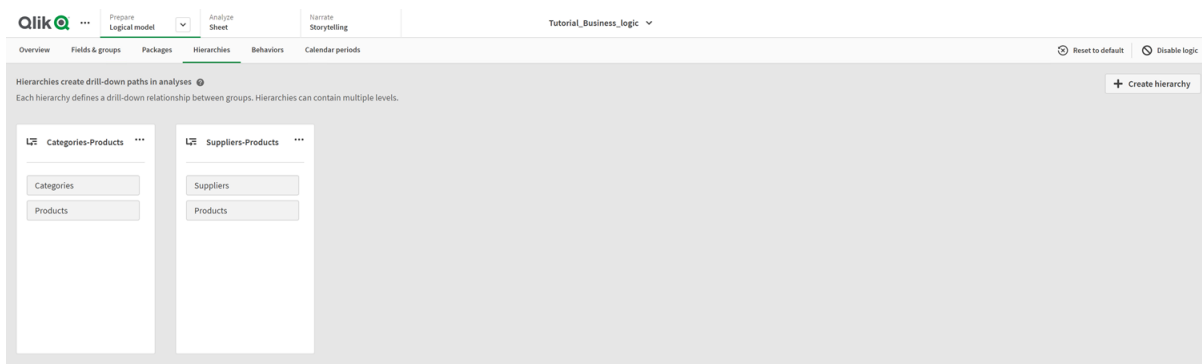 Qlik
Prepare
Logical model
Analyze
Sheet
Narrate
Storytelling
Tutorial_Business_logic
Overview Fields & groups Packages Hierarchies Behaviors Calendar periods Reset to default Disable logic
Hierarchies create drill-down paths in analyses ?
Each hierarchy defines a drill-down relationship between groups. Hierarchies can contain multiple levels.
+ Create hierarchy
Categories-Products
Categories
Products
Suppliers-Products
Suppliers
Products